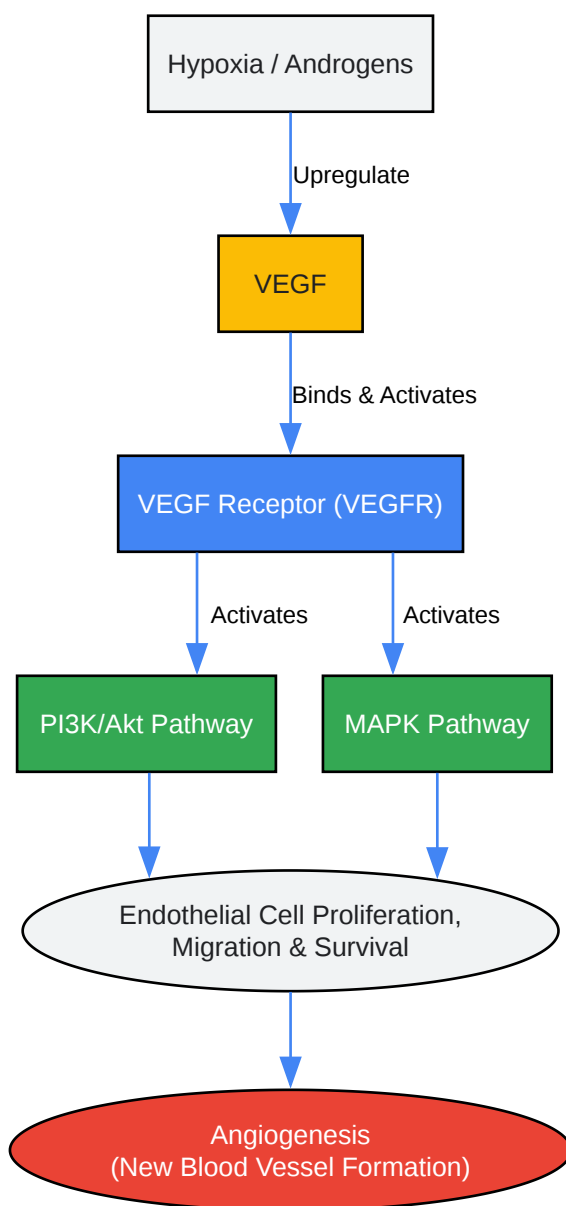 Hypoxia / Androgens
Upregulate
VEGF
Binds & Activates
VEGF Receptor (VEGFR)
Activates
Activates
PI3K/Akt Pathway
MAPK Pathway
Endothelial Cell Proliferation,
Migration & Survival
Angiogenesis
(New Blood Vessel Formation)